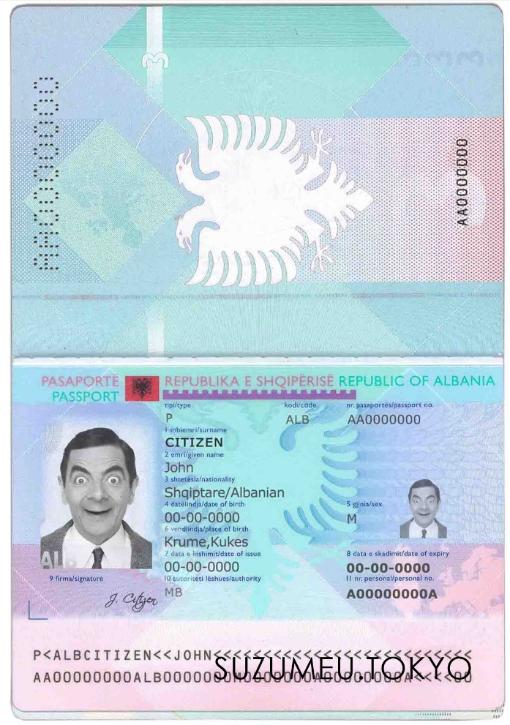 AA0000000
AA0000000
PASAPORTË REPUBLIKA E SHQIPËRISË REPUBLIC OF ALBANIA
PASSPORT
tipi/type kodi/code nr. pasaportës/passport no.
P ALB AA0000000
1 mbiemri/surname
CITIZEN
2 emri/given name
John
3 shtetësia/nationality
Shqiptare/Albanian
4 datëlindja/date of birth 5 gjinia/sex
00-00-0000 M
6 vendlindja/place of birth
Krume,Kukes
7 data e lëshimit/date of issue 8 data e skadimit/date of expiry
00-00-0000 00-00-0000
9 firma/signature 10 autoriteti lëshues/authority 11 nr. personal/personal no.
J. Citizen MB A00000000A
P<ALBCITIZEN<<JOHN<<<<<<<<<<<<<<<<<<<<<<<<<<
SUZUMEU.TOKYO